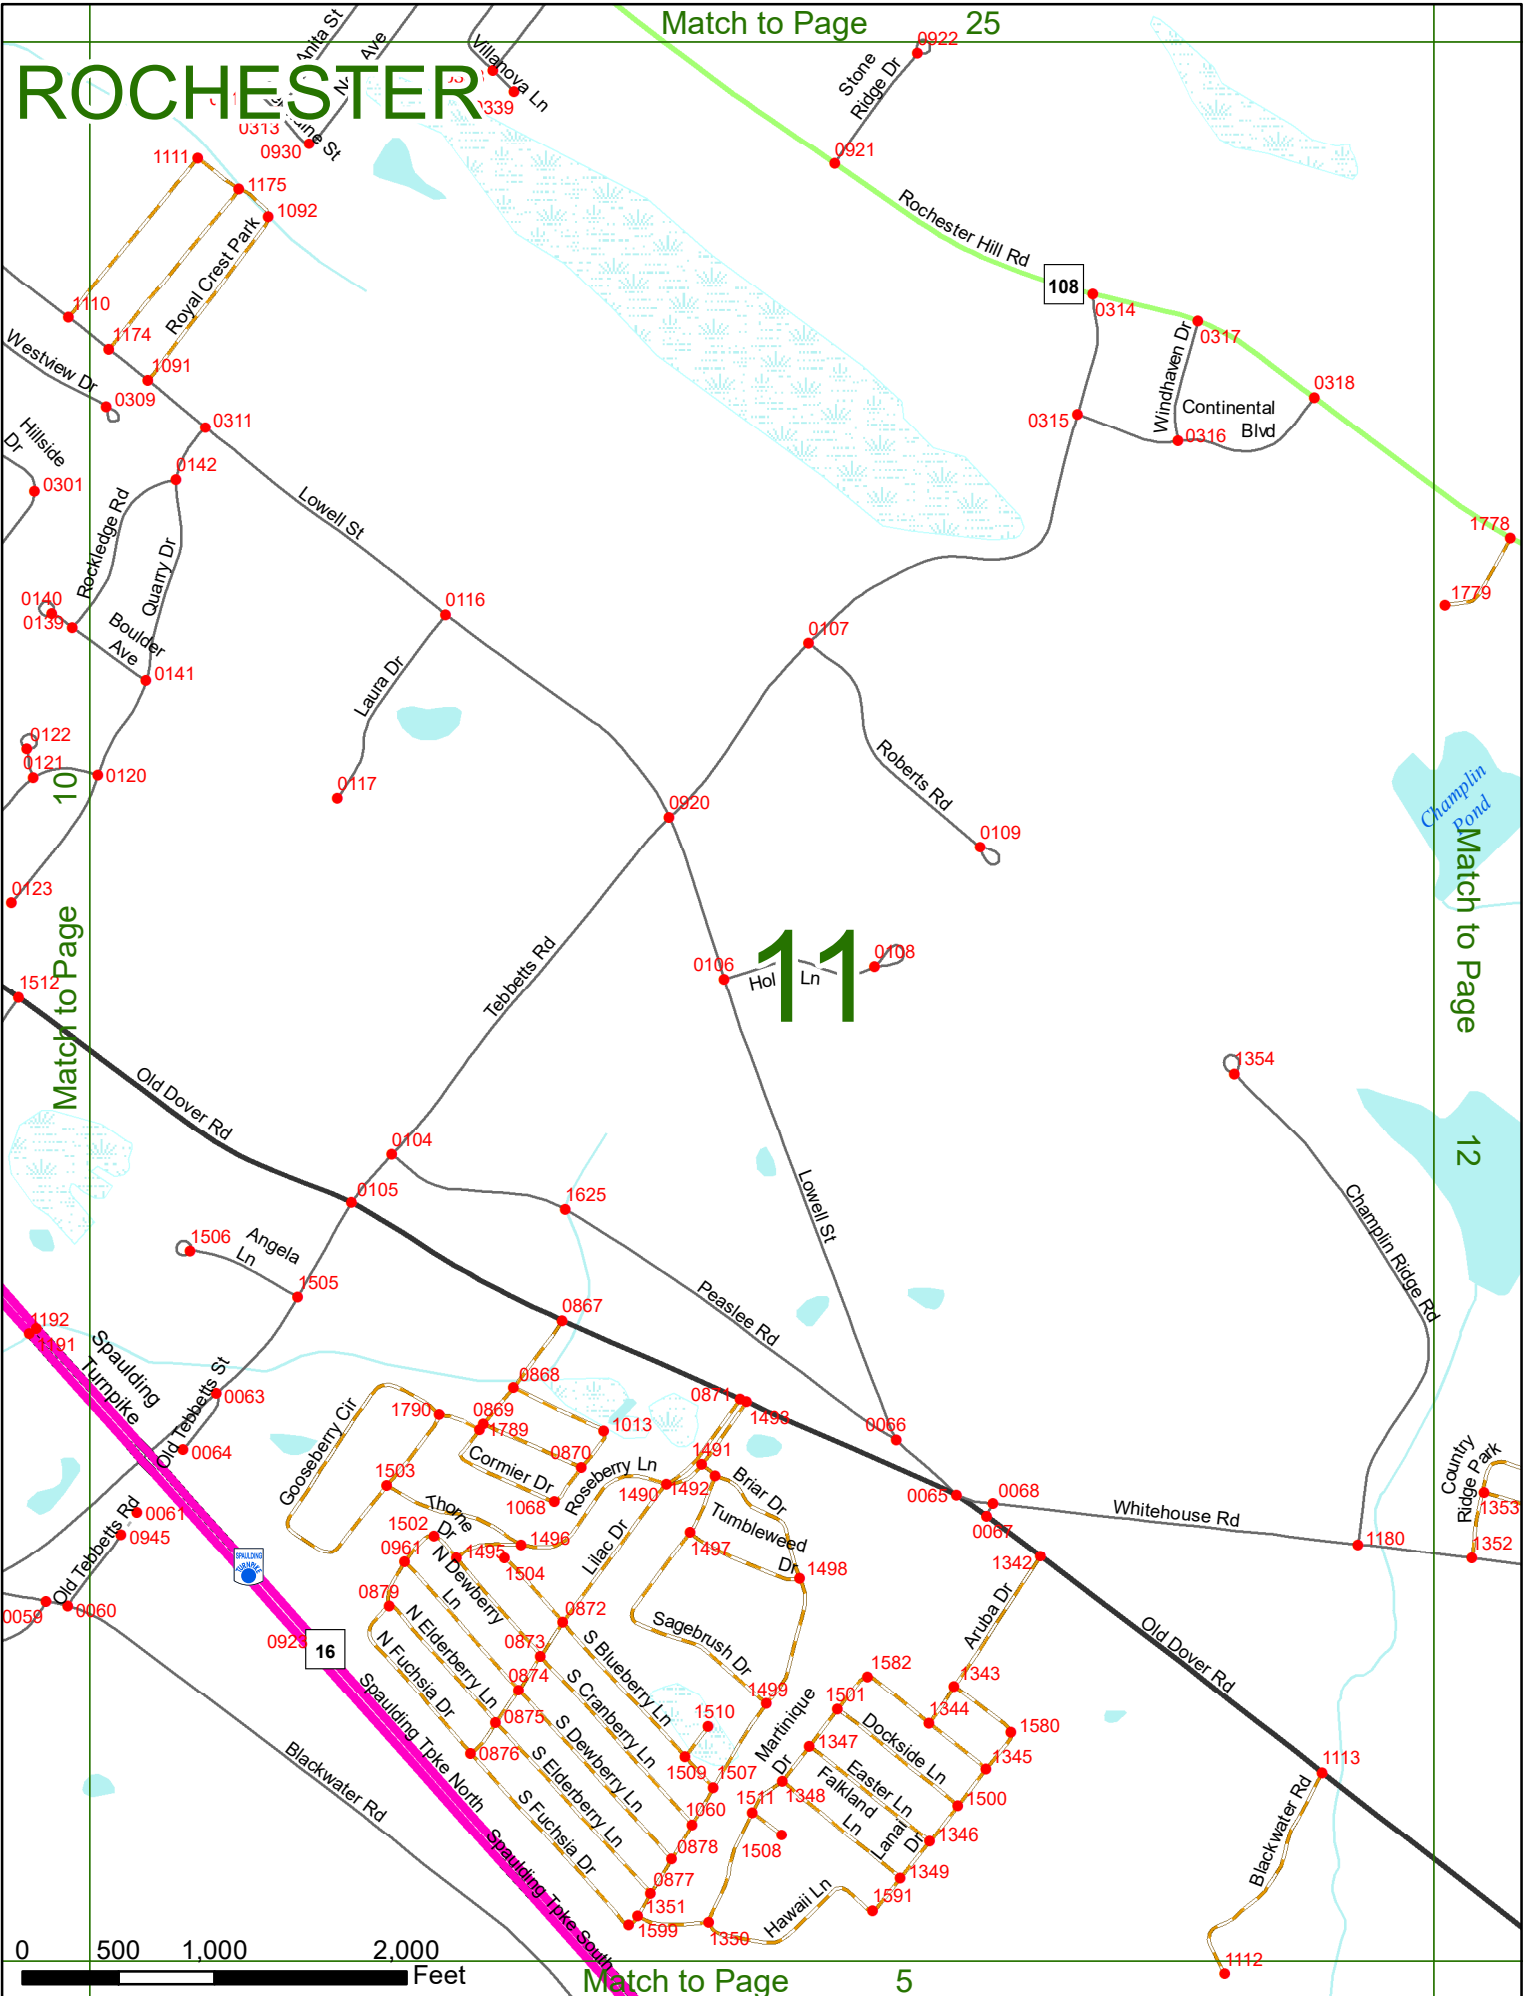 Match to Page 25
ROCHESTER
Anita St
Ave
Villanova Ln
0339
0313
0930
0922
Stone
Ridge Dr
0921
1111
1175
1092
Royal Crest Park
Rochester Hill Rd
108
0314
0317
0318
1110
1174
1091
Westview Dr
0309
0311
Windhaven Dr
Continental
Blvd
0315
0316
Hillside
Dr
0301
0142
Rockledge Rd
Quarry Dr
Lowell St
1778
1779
0140
0139
Boulder
Ave
0141
0116
Laura Dr
0107
0122
0121
0120
10
Match to Page
0117
0920
Roberts Rd
0109
Champlin
Pond
Match to Page
12
0123
1512
Tebbetts Rd
0106
11
Hol
Ln
0108
Old Dover Rd
0104
0105
1625
Lowell St
1354
Champlin Ridge Rd
1506
Angela
Ln
1505
Peaslee Rd
1192
1191
Spaulding
Turnpike
0867
0868
0063
Old Tebbetts St
0064
Gooseberry Cir
1790
0869
1789
1013
0871
1493
0066
Cormier Dr
0870
1491
1503
1068
Roseberry Ln
1490
1492
Briar Dr
0065
0068
0067
Whitehouse Rd
1180
Country
Ridge Park
1353
1352
0061
0945
Old Tebbetts Rd
0059
0060
SPAULDING
TURNPIKE
Thorne
Dr
1502
1496
1495
1504
0961
N Dewberry
Ln
Lilac Dr
1497
Tumbleweed
Dr
1498
1342
0879
N Elderberry Ln
N Fuchsia Dr
0872
0873
0874
0875
0876
S Blueberry Ln
S Cranberry Ln
S Dewberry Ln
S Elderberry Ln
S Fuchsia Dr
Sagebrush Dr
1499
Aruba Dr
Old Dover Rd
16
Spaulding Tpke North
Spaulding Tpke South
Blackwater Rd
1510
1509
1507
1060
0878
0877
1351
1599
1350
Martinique
Dr
1582
1501
1343
1344
1580
1347
Dockside Ln
1345
1348
Easter Ln
Falkland
Ln
1500
1511
1508
Lanai
Dr
1346
1349
1591
Hawaii Ln
1113
Blackwater Rd
1112
0 500 1,000 2,000
Feet
Match to Page 5